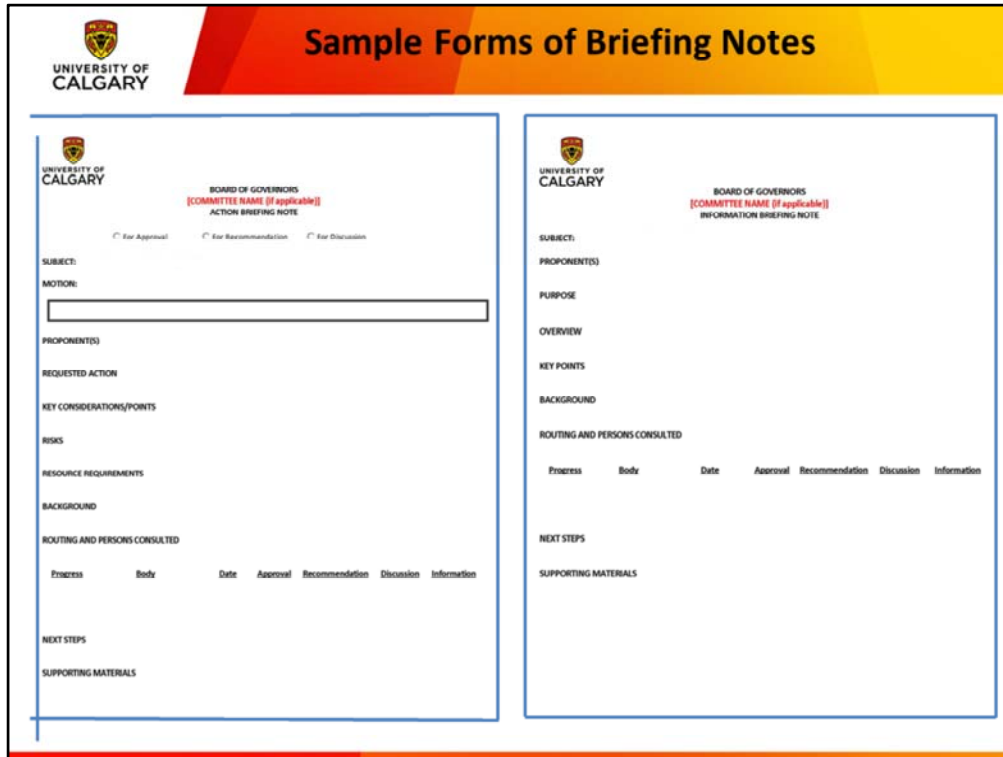 UNIVERSITY OF
CALGARY
Sample Forms of Briefing Notes
UNIVERSITY OF
CALGARY
BOARD OF GOVERNORS
[COMMITTEE NAME (if applicable)]
ACTION BRIEFING NOTE
For Approval For Recommendation For Discussion
SUBJECT:
MOTION:
PROPONENT(S)
REQUESTED ACTION
KEY CONSIDERATIONS/POINTS
RISKS
RESOURCE REQUIREMENTS
BACKGROUND
ROUTING AND PERSONS CONSULTED
Progress Body Date Approval Recommendation Discussion Information
NEXT STEPS
SUPPORTING MATERIALS
UNIVERSITY OF
CALGARY
BOARD OF GOVERNORS
[COMMITTEE NAME (if applicable)]
INFORMATION BRIEFING NOTE
SUBJECT:
PROPONENT(S)
PURPOSE
OVERVIEW
KEY POINTS
BACKGROUND
ROUTING AND PERSONS CONSULTED
Progress Body Date Approval Recommendation Discussion Information
NEXT STEPS
SUPPORTING MATERIALS